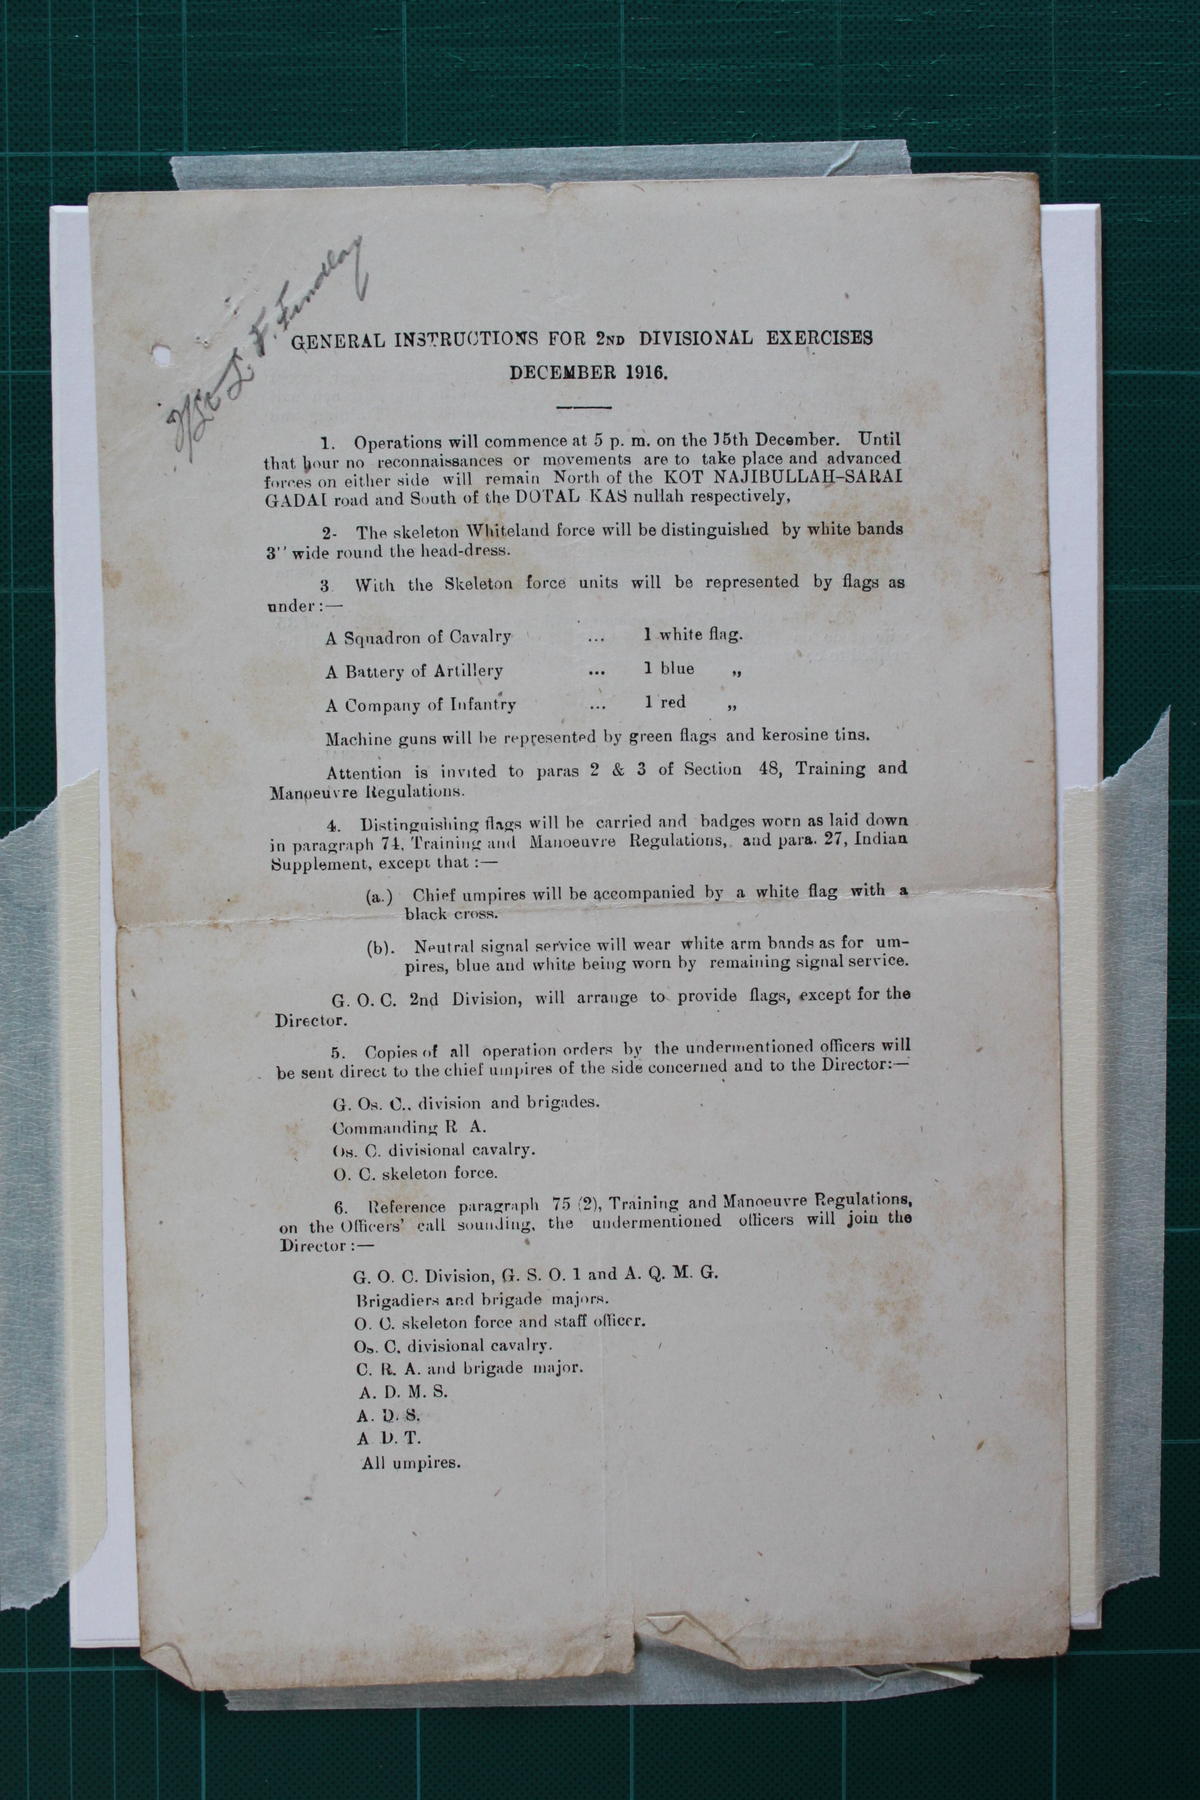 F. Findlay
GENERAL INSTRUCTIONS FOR 2ND DIVISIONAL EXERCISES
DECEMBER 1916.
1. Operations will commence at 5 p. m. on the 15th December. Until
that hour no reconnaissances or movements are to take place and advanced
forces on either side will remain North of the KOT NAJIBULLAH-SARAI
GADAI road and South of the DOTAL KAS nullah respectively,
2- The skeleton Whiteland force will be distinguished by white bands
3'' wide round the head-dress.
3. With the Skeleton force units will be represented by flags as
under :—
A Squadron of Cavalry ... 1 white flag.
A Battery of Artillery ... 1 blue „
A Company of Infantry ... 1 red „
Machine guns will be represented by green flags and kerosine tins.
Attention is invited to paras 2 & 3 of Section 48, Training and
Manoeuvre Regulations.
4. Distinguishing flags will be carried and badges worn as laid down
in paragraph 74, Training and Manoeuvre Regulations, and para. 27, Indian
Supplement, except that :—
(a.) Chief umpires will be accompanied by a white flag with a
black cross.
(b). Neutral signal service will wear white arm bands as for um-
pires, blue and white being worn by remaining signal service.
G. O. C. 2nd Division, will arrange to provide flags, except for the
Director.
5. Copies of all operation orders by the undermentioned officers will
be sent direct to the chief umpires of the side concerned and to the Director:—
G. Os. C., division and brigades.
Commanding R A.
Os. C. divisional cavalry.
O. C. skeleton force.
6. Reference paragraph 75 (2), Training and Manoeuvre Regulations,
on the Officers' call sounding, the undermentioned officers will join the
Director :—
G. O. C. Division, G. S. O. 1 and A. Q. M. G.
Brigadiers and brigade majors.
O. C. skeleton force and staff officer.
Os. C. divisional cavalry.
C. R. A. and brigade major.
A. D. M. S.
A. D. S.
A D. T.
All umpires.